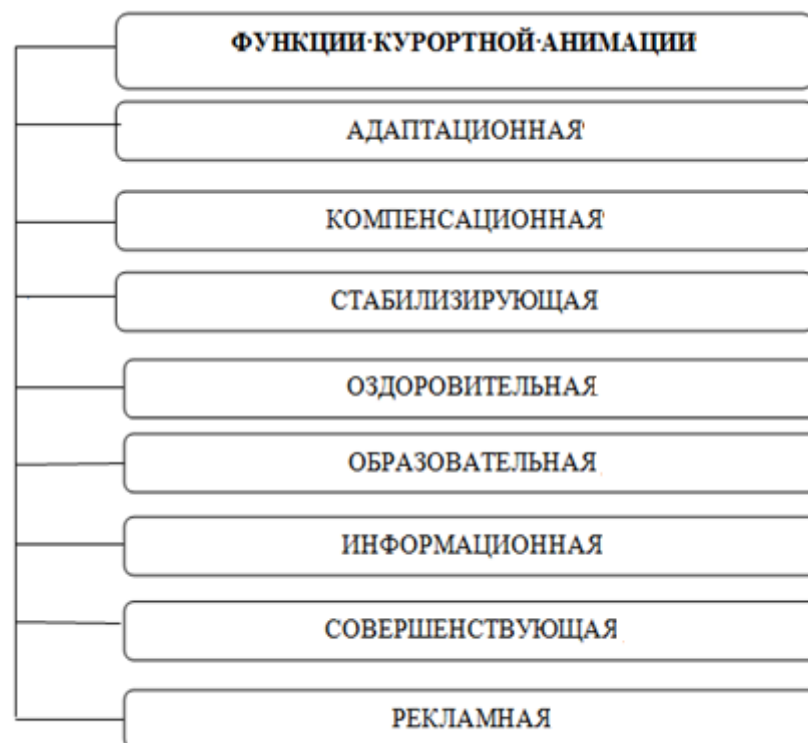 ФУНКЦИИ·КУРОРТНОЙ·АНИМАЦИИ
АДАПТАЦИОННАЯ
КОМПЕНСАЦИОННАЯ
СТАБИЛИЗИРУЮЩАЯ
ОЗДОРОВИТЕЛЬНАЯ
ОБРАЗОВАТЕЛЬНАЯ
ИНФОРМАЦИОННАЯ
СОВЕРШЕНСТВУЮЩАЯ
РЕКЛАМНАЯ